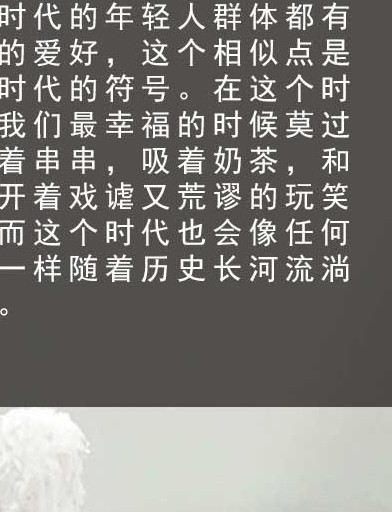 时代的年轻人群体都有
的爱好，这个相似点是
时代的符号。在这个时
我们最幸福的时候莫过
着串串，吸着奶茶，和
开着戏谑又荒谬的玩笑
而这个时代也会像任何
一样随着历史长河流淌
。